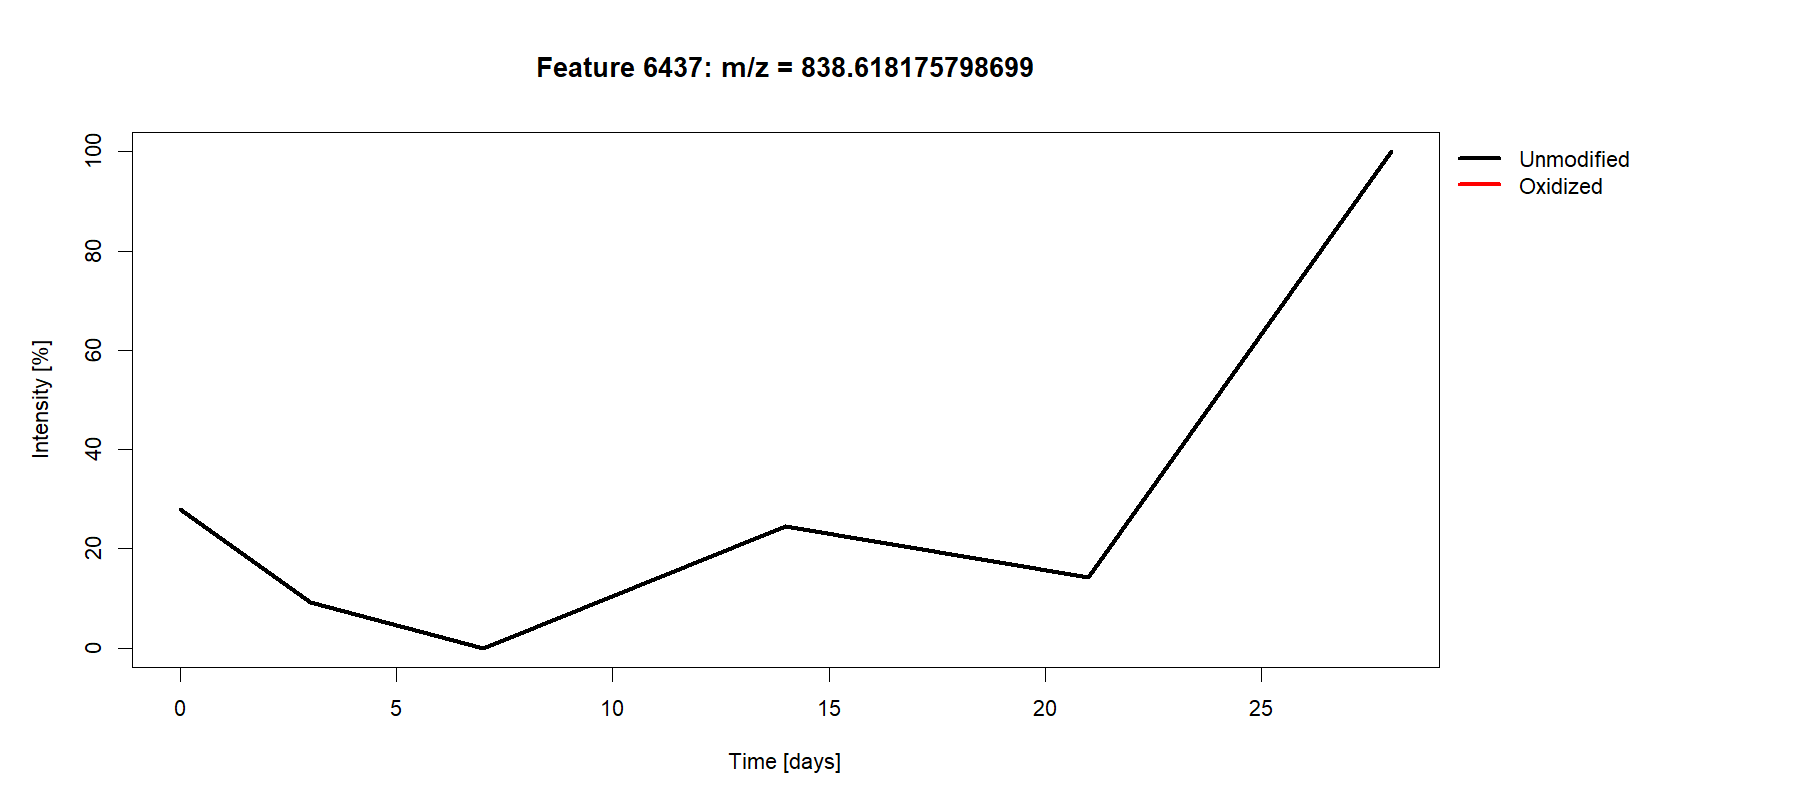 Feature 6437: m/z = 838.618175798699
Unmodified
Oxidized
Intensity [%]
100
80
60
40
20
0
0 5 10 15 20 25
Time [days]